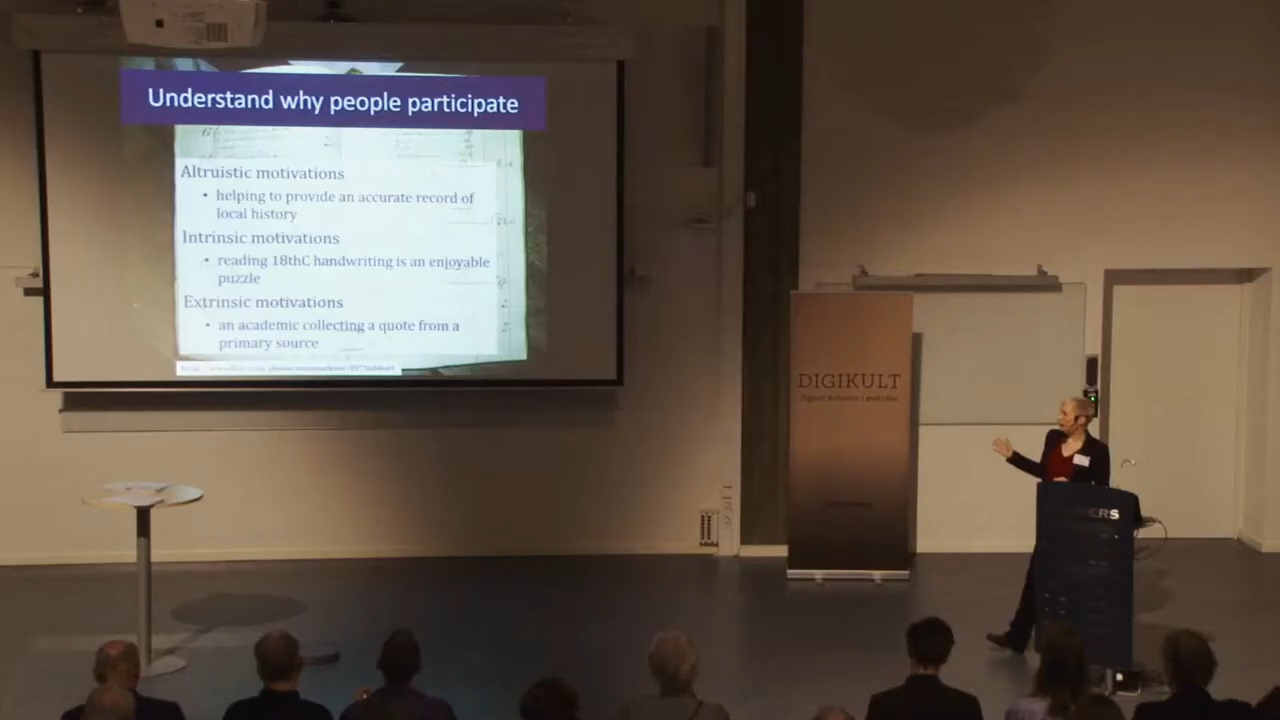 Understand why people participate
Altruistic motivations
• helping to provide an accurate record of
local history
Intrinsic motivations
• reading 18thC handwriting is an enjoyable
puzzle
Extrinsic motivations
• an academic collecting a quote from a
primary source
DIGIKULT
ERS